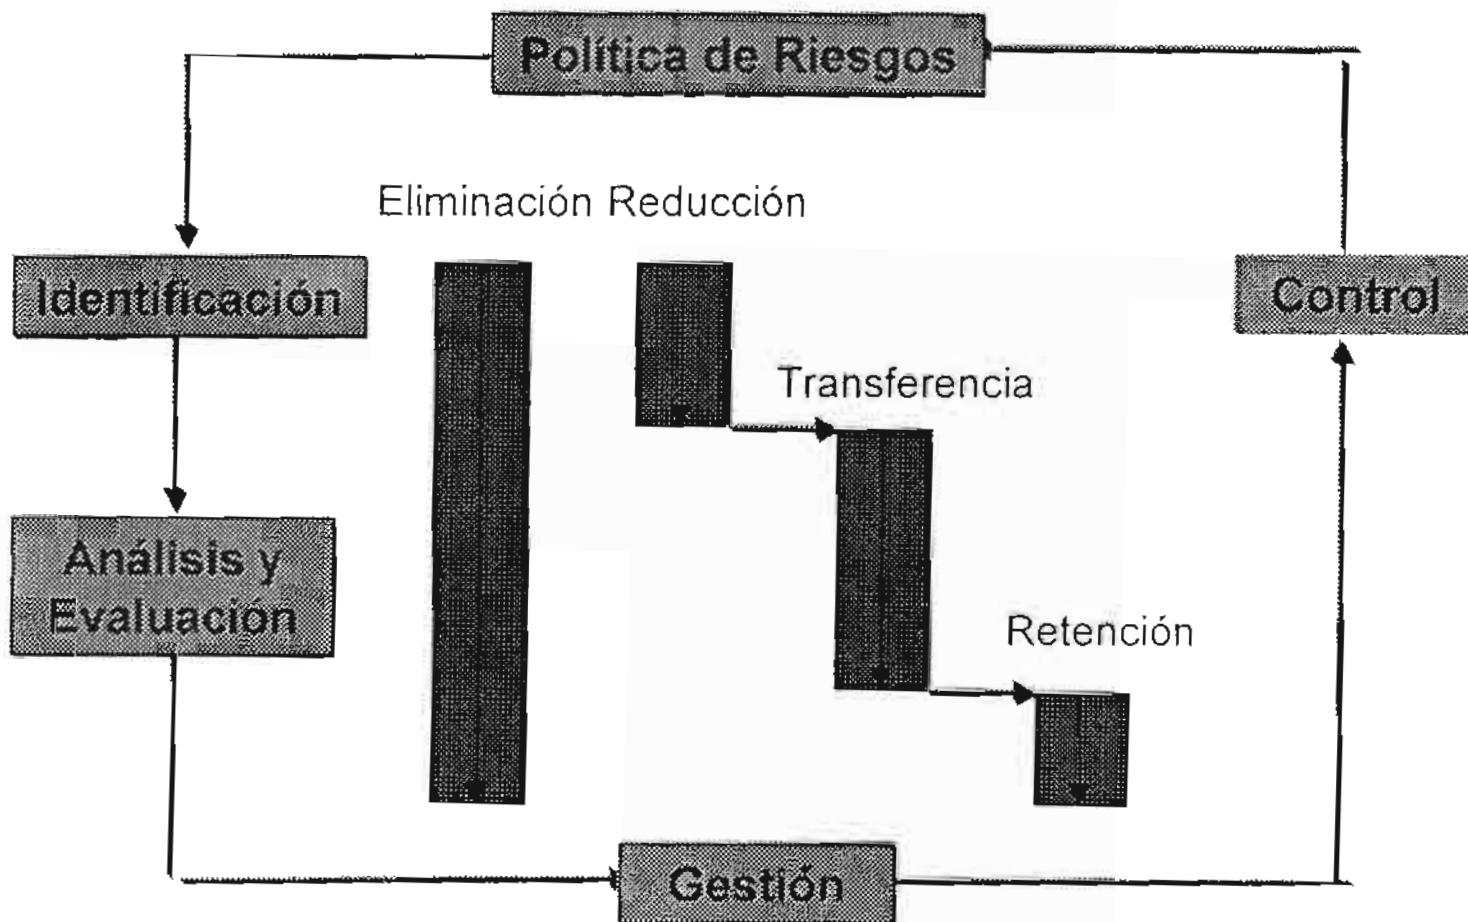 Política de Riesgos
Eliminación Reducción
Identificación
Control
Transferencia
Análisis y
Evaluación
Retención
Gestión